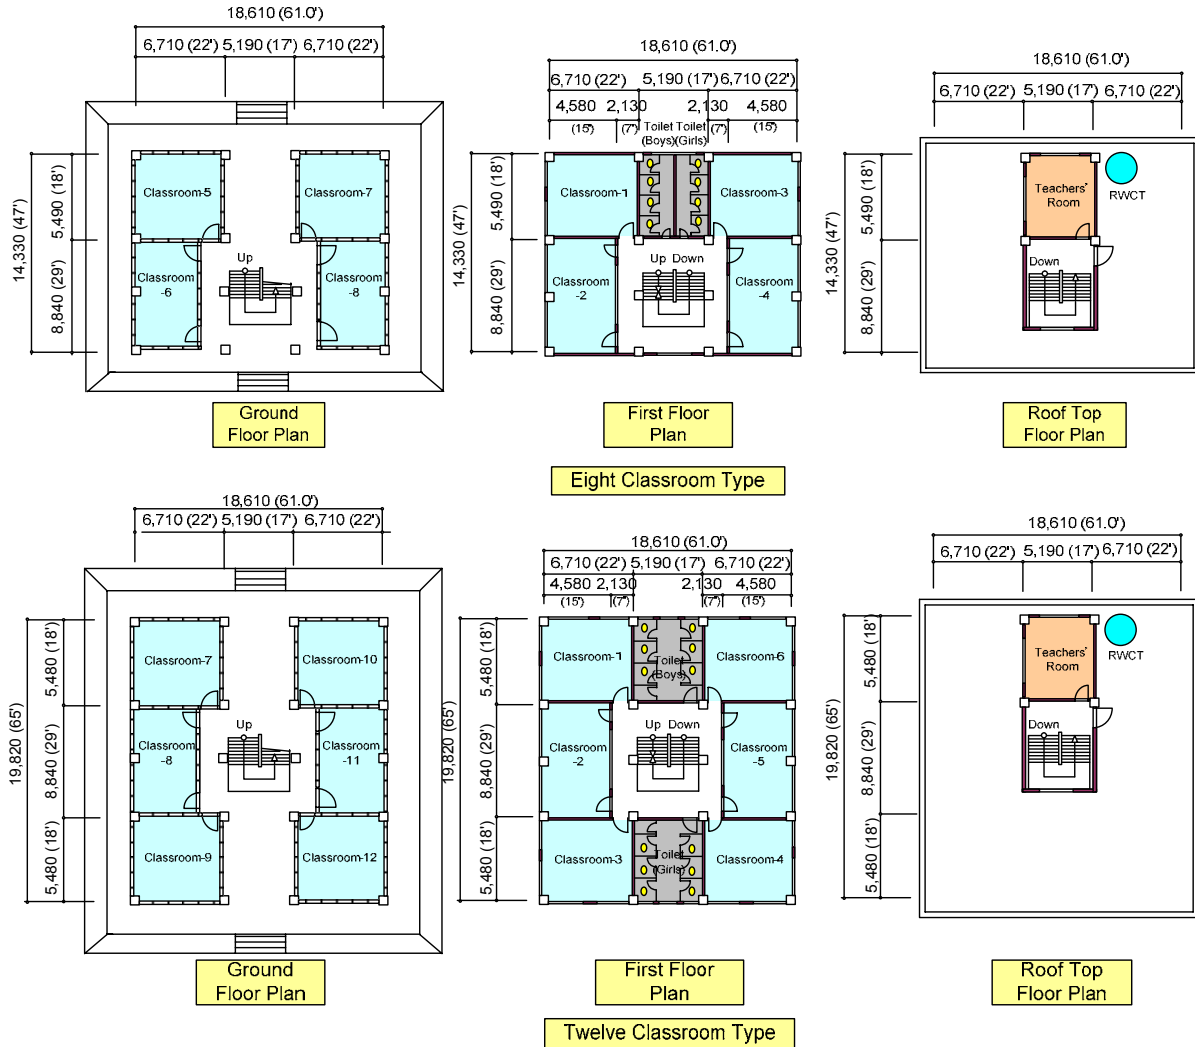 18,610 (61.0')
6,710 (22') 5,190 (17') 6,710 (22')
14,330 (47')
5,490 (18')
8,840 (29')
Classroom-5
Classroom-7
Classroom
-6
Up
Classroom
-8
Ground
Floor Plan
18,610 (61.0')
6,710 (22') 5,190 (17') 6,710 (22')
4,580 2,130 2,130 4,580
(15') (7') Toilet Toilet (7') (15')
(Boys) (Girls)
14,330 (47')
5,490 (18')
8,840 (29')
Classroom-1
Classroom-3
Classroom
-2
Up Down
Classroom
-4
First Floor
Plan
18,610 (61.0')
6,710 (22') 5,190 (17') 6,710 (22')
14,330 (47')
5,490 (18')
8,840 (29')
Teachers'
Room
RWCT
Down
Roof Top
Floor Plan
Eight Classroom Type
18,610 (61.0')
6,710 (22') 5,190 (17') 6,710 (22')
19,820 (65')
5,480 (18')
8,840 (29')
5,480 (18')
Classroom-7
Classroom-10
Classroom
-8
Up
Classroom
-11
Classroom-9
Classroom-12
Ground
Floor Plan
18,610 (61.0')
6,710 (22') 5,190 (17') 6,710 (22')
4,580 2,130 2,130 4,580
(15') (7') (7') (15')
19,820 (65')
5,480 (18')
8,840 (29')
5,480 (18')
Classroom-1
Toilet
(Boys)
Classroom-6
Classroom
-2
Up Down
Classroom
-5
Classroom-3
Toilet
(Girls)
Classroom-4
First Floor
Plan
18,610 (61.0')
6,710 (22') 5,190 (17') 6,710 (22')
19,820 (65')
5,480 (18')
8,840 (29')
5,480 (18')
Teachers'
Room
RWCT
Down
Roof Top
Floor Plan
Twelve Classroom Type